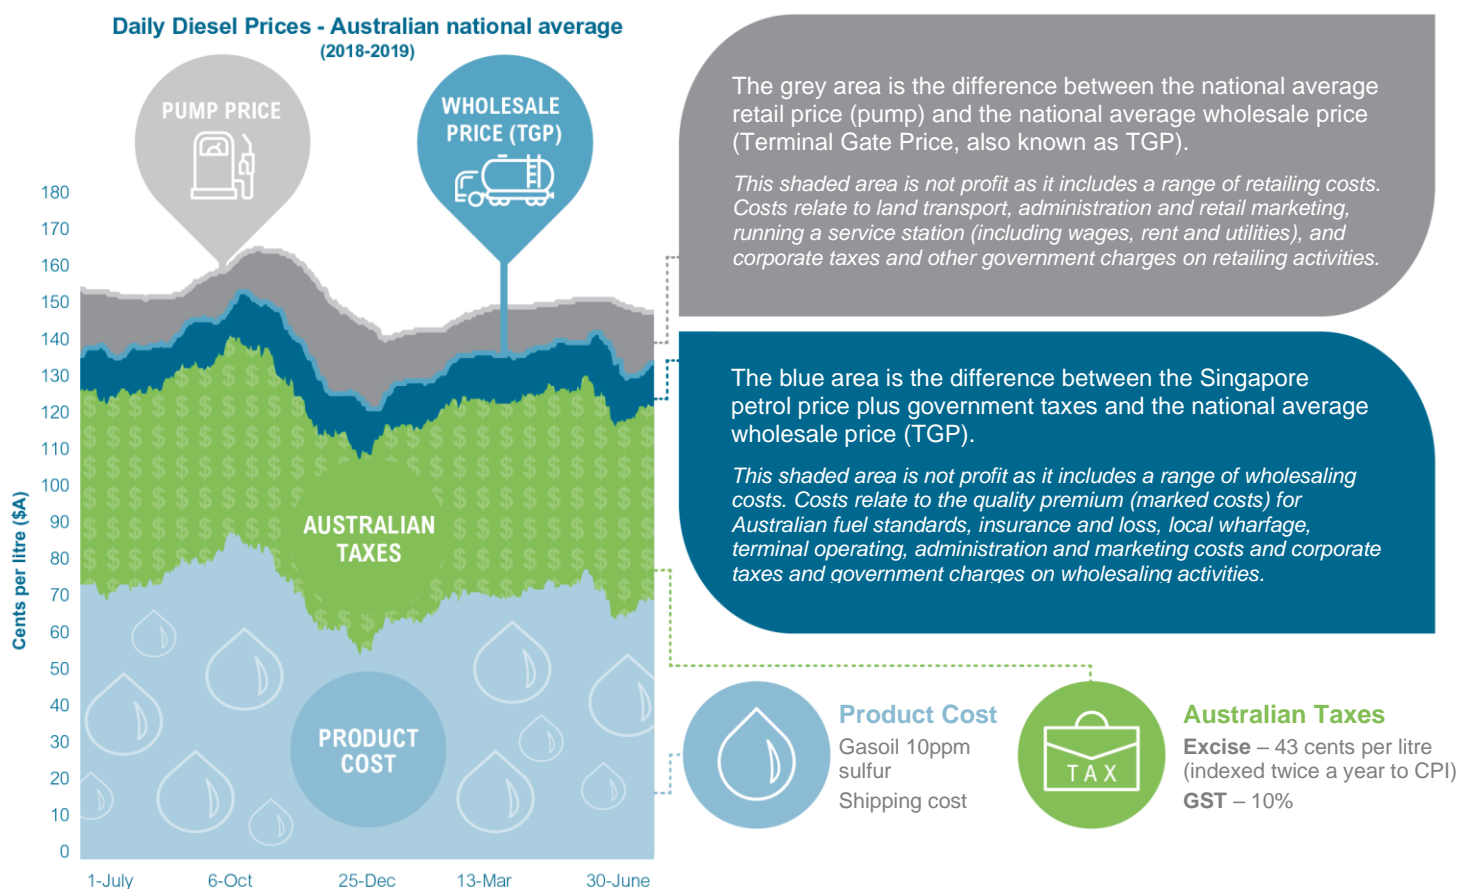 Daily Diesel Prices - Australian national average
(2018-2019)
PUMP PRICE
WHOLESALE
PRICE (TGP)
180
170
160
150
140
130
120
110
100
90
80
70
60
50
40
30
20
10
0
Cents per litre ($A)
AUSTRALIAN
TAXES
PRODUCT
COST
1-July
6-Oct
25-Dec
13-Mar
30-June
The grey area is the difference between the national average
retail price (pump) and the national average wholesale price
(Terminal Gate Price, also known as TGP).
This shaded area is not profit as it includes a range of retailing costs.
Costs relate to land transport, administration and retail marketing,
running a service station (including wages, rent and utilities), and
corporate taxes and other government charges on retailing activities.
The blue area is the difference between the Singapore
petrol price plus government taxes and the national average
wholesale price (TGP).
This shaded area is not profit as it includes a range of wholesaling
costs. Costs relate to the quality premium (marked costs) for
Australian fuel standards, insurance and loss, local wharfage,
terminal operating, administration and marketing costs and corporate
taxes and government charges on wholesaling activities.
Product Cost
Gasoil 10ppm
sulfur
Shipping cost
TAX
Australian Taxes
Excise – 43 cents per litre
(indexed twice a year to CPI)
GST – 10%